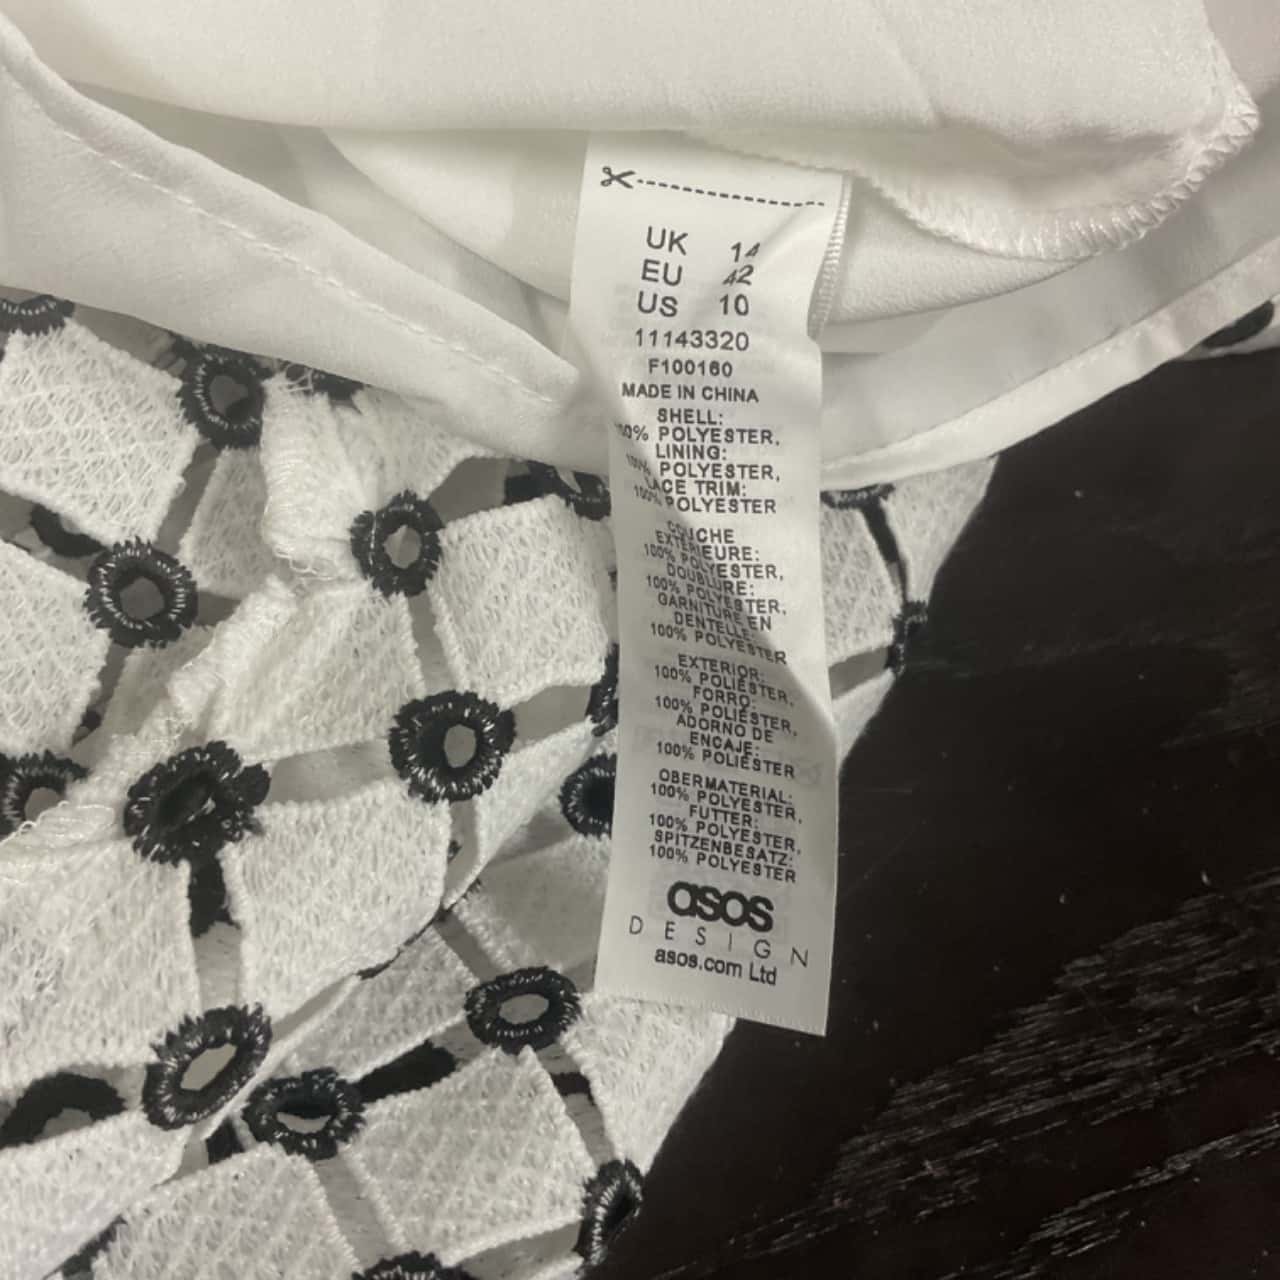 UK 14
EU 42
US 10
11143320
F100160
MADE IN CHINA
SHELL:
100% POLYESTER,
LINING:
100% POLYESTER,
LACE TRIM:
100% POLYESTER
COUCHE
EXTÉRIEURE:
100% POLYESTER,
DOUBLURE:
100% POLYESTER,
GARNITURE EN
DENTELLE:
100% POLYESTER
EXTERIOR:
100% POLIÉSTER,
FORRO:
100% POLIÉSTER,
ADORNO DE
ENCAJE:
100% POLIÉSTER
OBERMATERIAL:
100% POLYESTER,
FUTTER:
100% POLYESTER,
SPITZENBESATZ:
100% POLYESTER
asos
DESIGN
asos.com Ltd